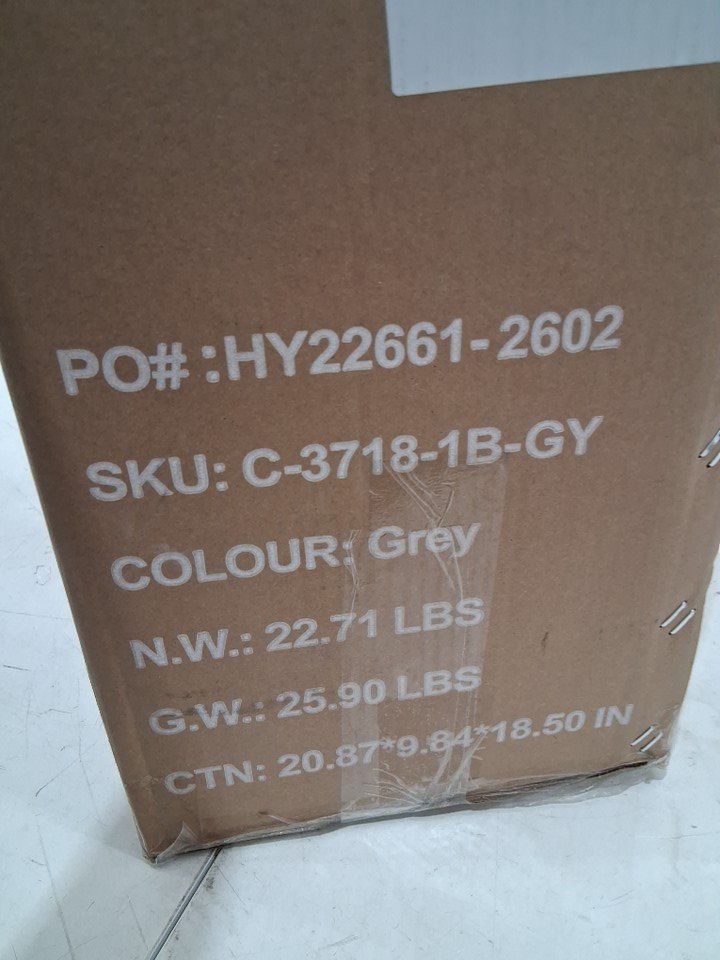 PO# :HY22661-2602
SKU: C-3718-1B-GY
COLOUR: Grey
N.W.: 22.71 LBS
G.W.: 25.90 LBS
CTN: 20.87*9.84*18.50 IN